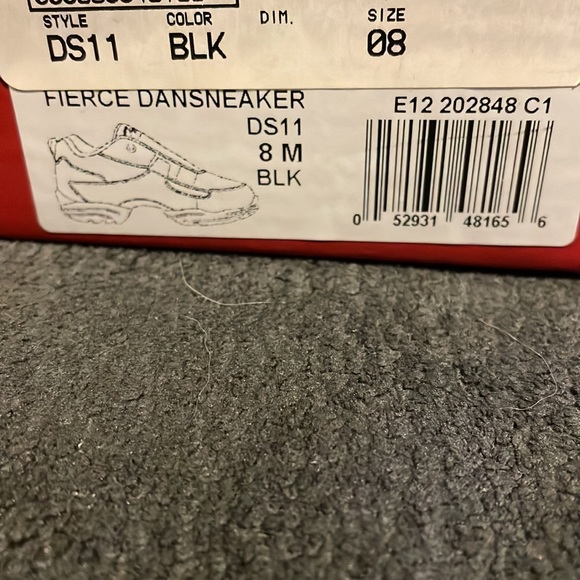 STYLE COLOR DIM. SIZE
DS11 BLK 08
FIERCE DANSNEAKER
DS11
8 M
BLK
E12 202848 C1
0 52931 48165 6